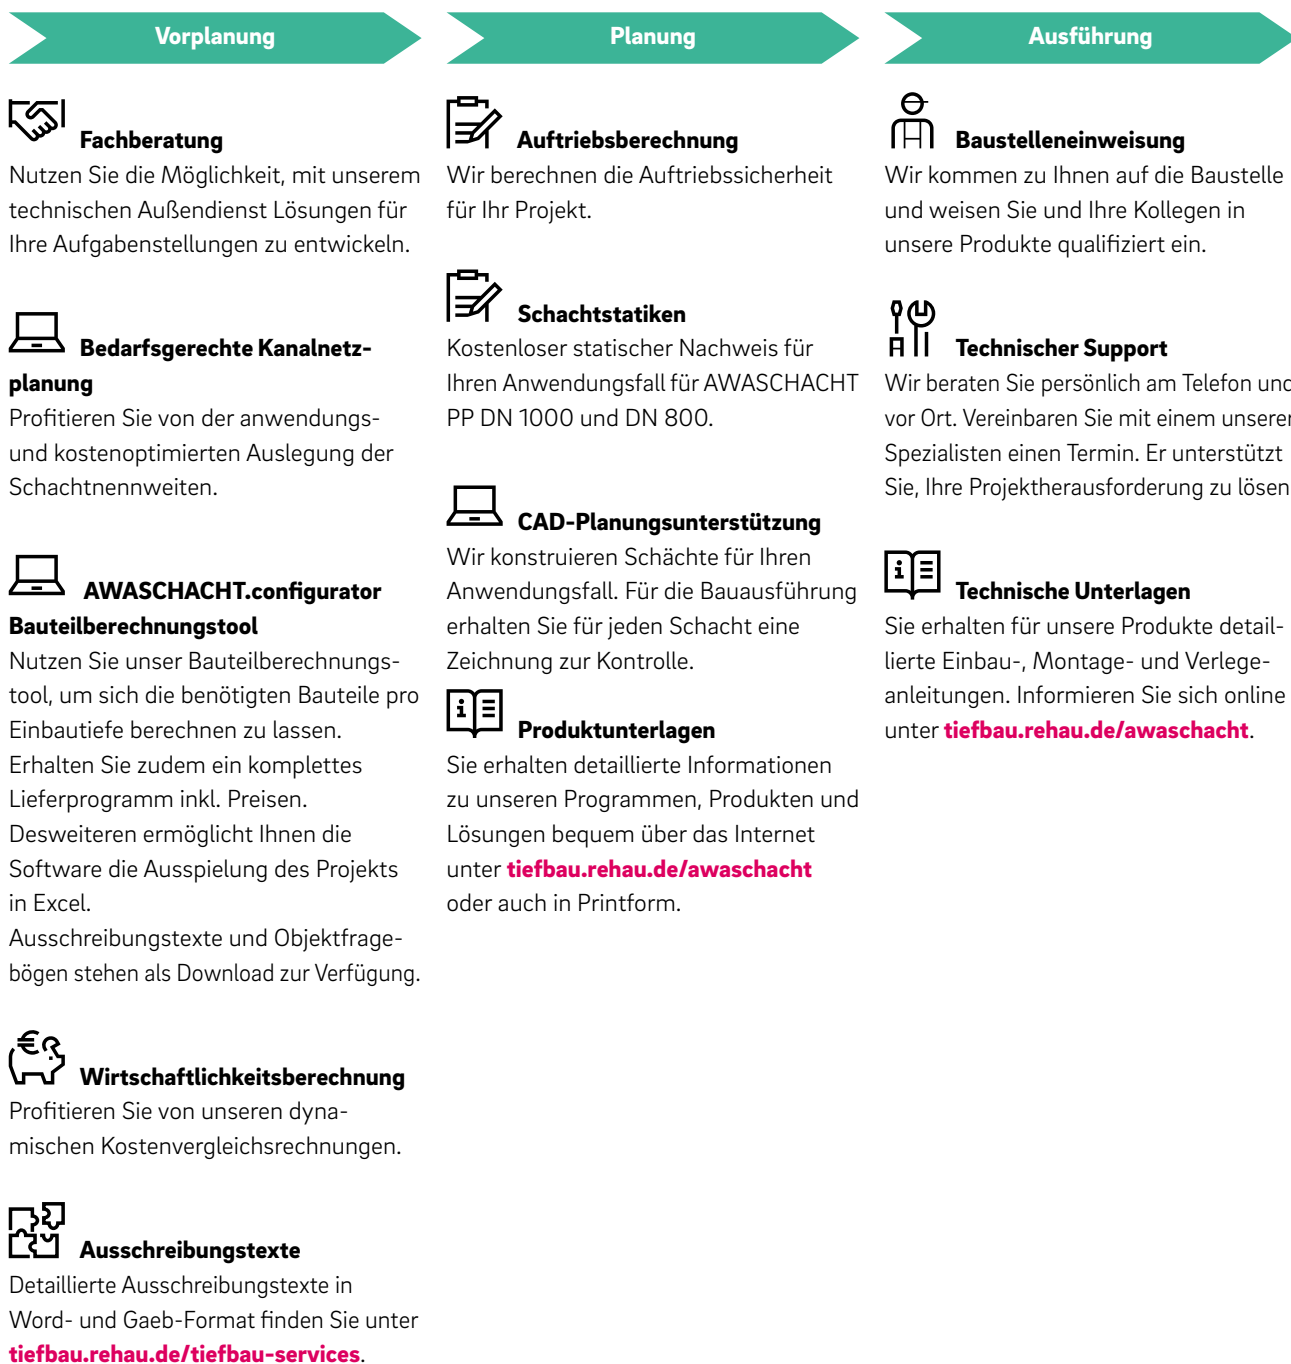 Vorplanung
Fachberatung
Nutzen Sie die Möglichkeit, mit unserem
technischen Außendienst Lösungen für
Ihre Aufgabenstellungen zu entwickeln.
Bedarfsgerechte Kanalnetz-
planung
Profitieren Sie von der anwendungs-
und kostenoptimierten Auslegung der
Schachtnennweiten.
AWASCHACHT.configurator
Bauteilberechnungstool
Nutzen Sie unser Bauteilberechnungs-
tool, um sich die benötigten Bauteile pro
Einbautiefe berechnen zu lassen.
Erhalten Sie zudem ein komplettes
Lieferprogramm inkl. Preisen.
Desweiteren ermöglicht Ihnen die
Software die Ausspielung des Projekts
in Excel.
Ausschreibungstexte und Objektfrage-
bögen stehen als Download zur Verfügung.
Wirtschaftlichkeitsberechnung
Profitieren Sie von unseren dyna-
mischen Kostenvergleichsrechnungen.
Ausschreibungstexte
Detaillierte Ausschreibungstexte in
Word- und Gaeb-Format finden Sie unter
tiefbau.rehau.de/tiefbau-services.
Planung
Auftriebsberechnung
Wir berechnen die Auftriebssicherheit
für Ihr Projekt.
Schachtstatiken
Kostenloser statischer Nachweis für
Ihren Anwendungsfall für AWASCHACHT
PP DN 1000 und DN 800.
CAD-Planungsunterstützung
Wir konstruieren Schächte für Ihren
Anwendungsfall. Für die Bauausführung
erhalten Sie für jeden Schacht eine
Zeichnung zur Kontrolle.
Produktunterlagen
Sie erhalten detaillierte Informationen
zu unseren Programmen, Produkten und
Lösungen bequem über das Internet
unter tiefbau.rehau.de/awaschacht
oder auch in Printform.
Ausführung
Baustelleneinweisung
Wir kommen zu Ihnen auf die Baustelle
und weisen Sie und Ihre Kollegen in
unsere Produkte qualifiziert ein.
Technischer Support
Wir beraten Sie persönlich am Telefon und
vor Ort. Vereinbaren Sie mit einem unserer
Spezialisten einen Termin. Er unterstützt
Sie, Ihre Projektherausforderung zu lösen
Technische Unterlagen
Sie erhalten für unsere Produkte detail-
lierte Einbau-, Montage- und Verlege-
anleitungen. Informieren Sie sich online
unter tiefbau.rehau.de/awaschacht.